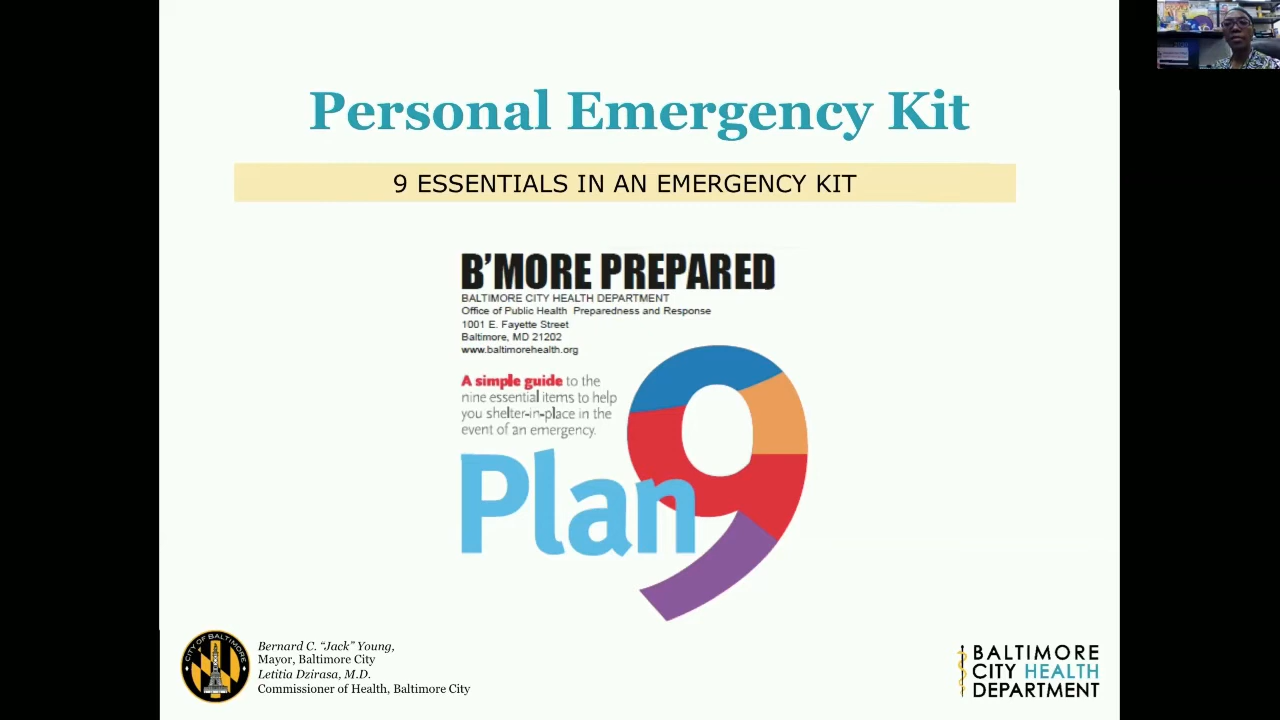 Personal Emergency Kit
9 ESSENTIALS IN AN EMERGENCY KIT
B'MORE PREPARED
BALTIMORE CITY HEALTH DEPARTMENT
Office of Public Health Preparedness and Response
1001 E. Fayette Street
Baltimore, MD 21202
www.baltimorehealth.org
A simple guide to the
nine essential items to help
you shelter-in-place in the
event of an emergency.
Plan 9
CITY OF BALTIMORE
Bernard C. “Jack” Young,
Mayor, Baltimore City
Letitia Dzirasa, M.D.
Commissioner of Health, Baltimore City
BALTIMORE
CITY HEALTH
DEPARTMENT